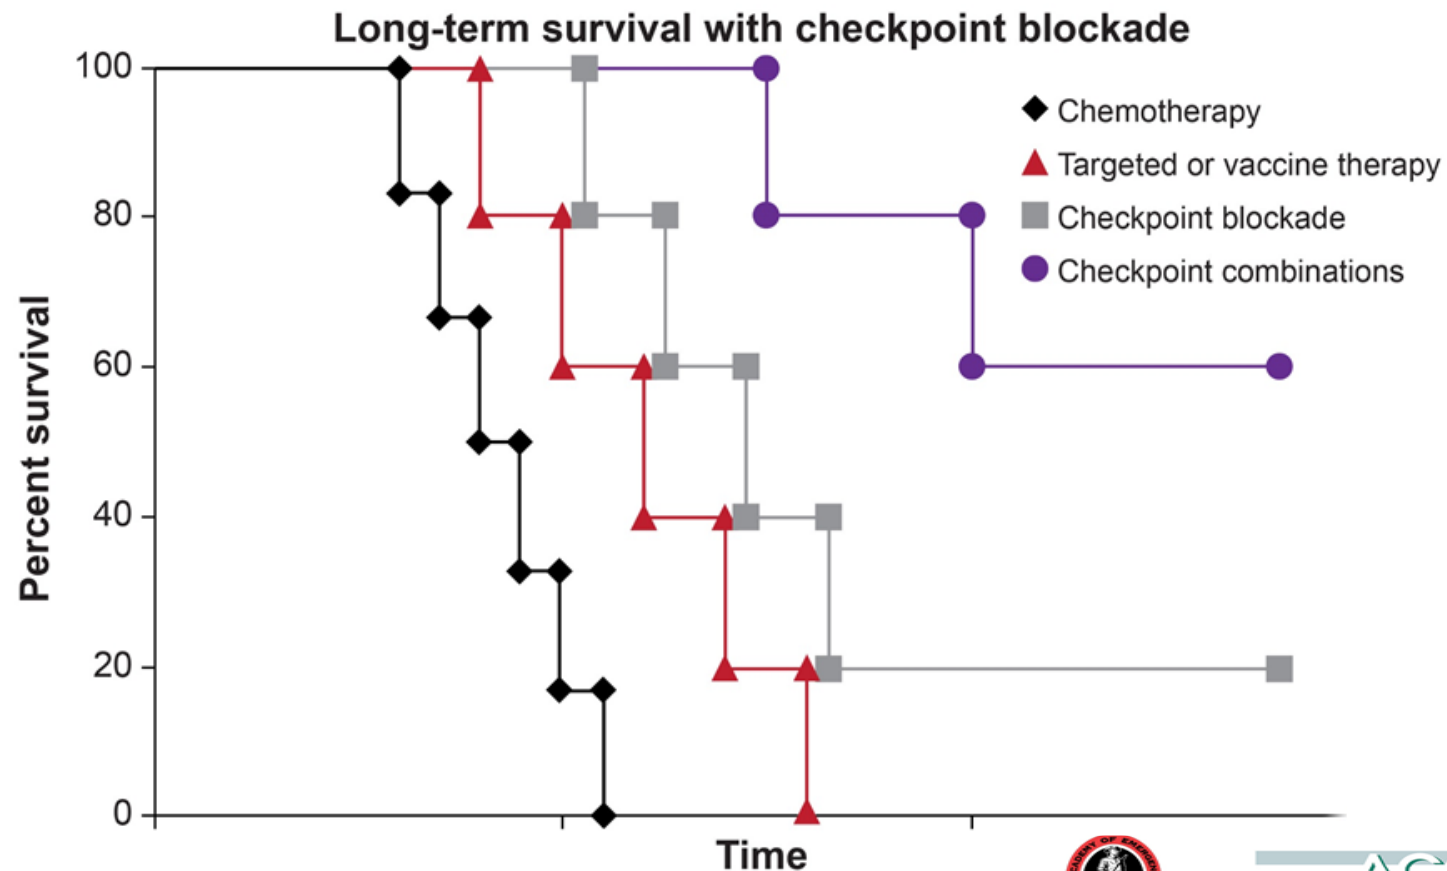 Long-term survival with checkpoint blockade
100
80
60
40
20
0
Percent survival
Time
Chemotherapy
Targeted or vaccine therapy
Checkpoint blockade
Checkpoint combinations